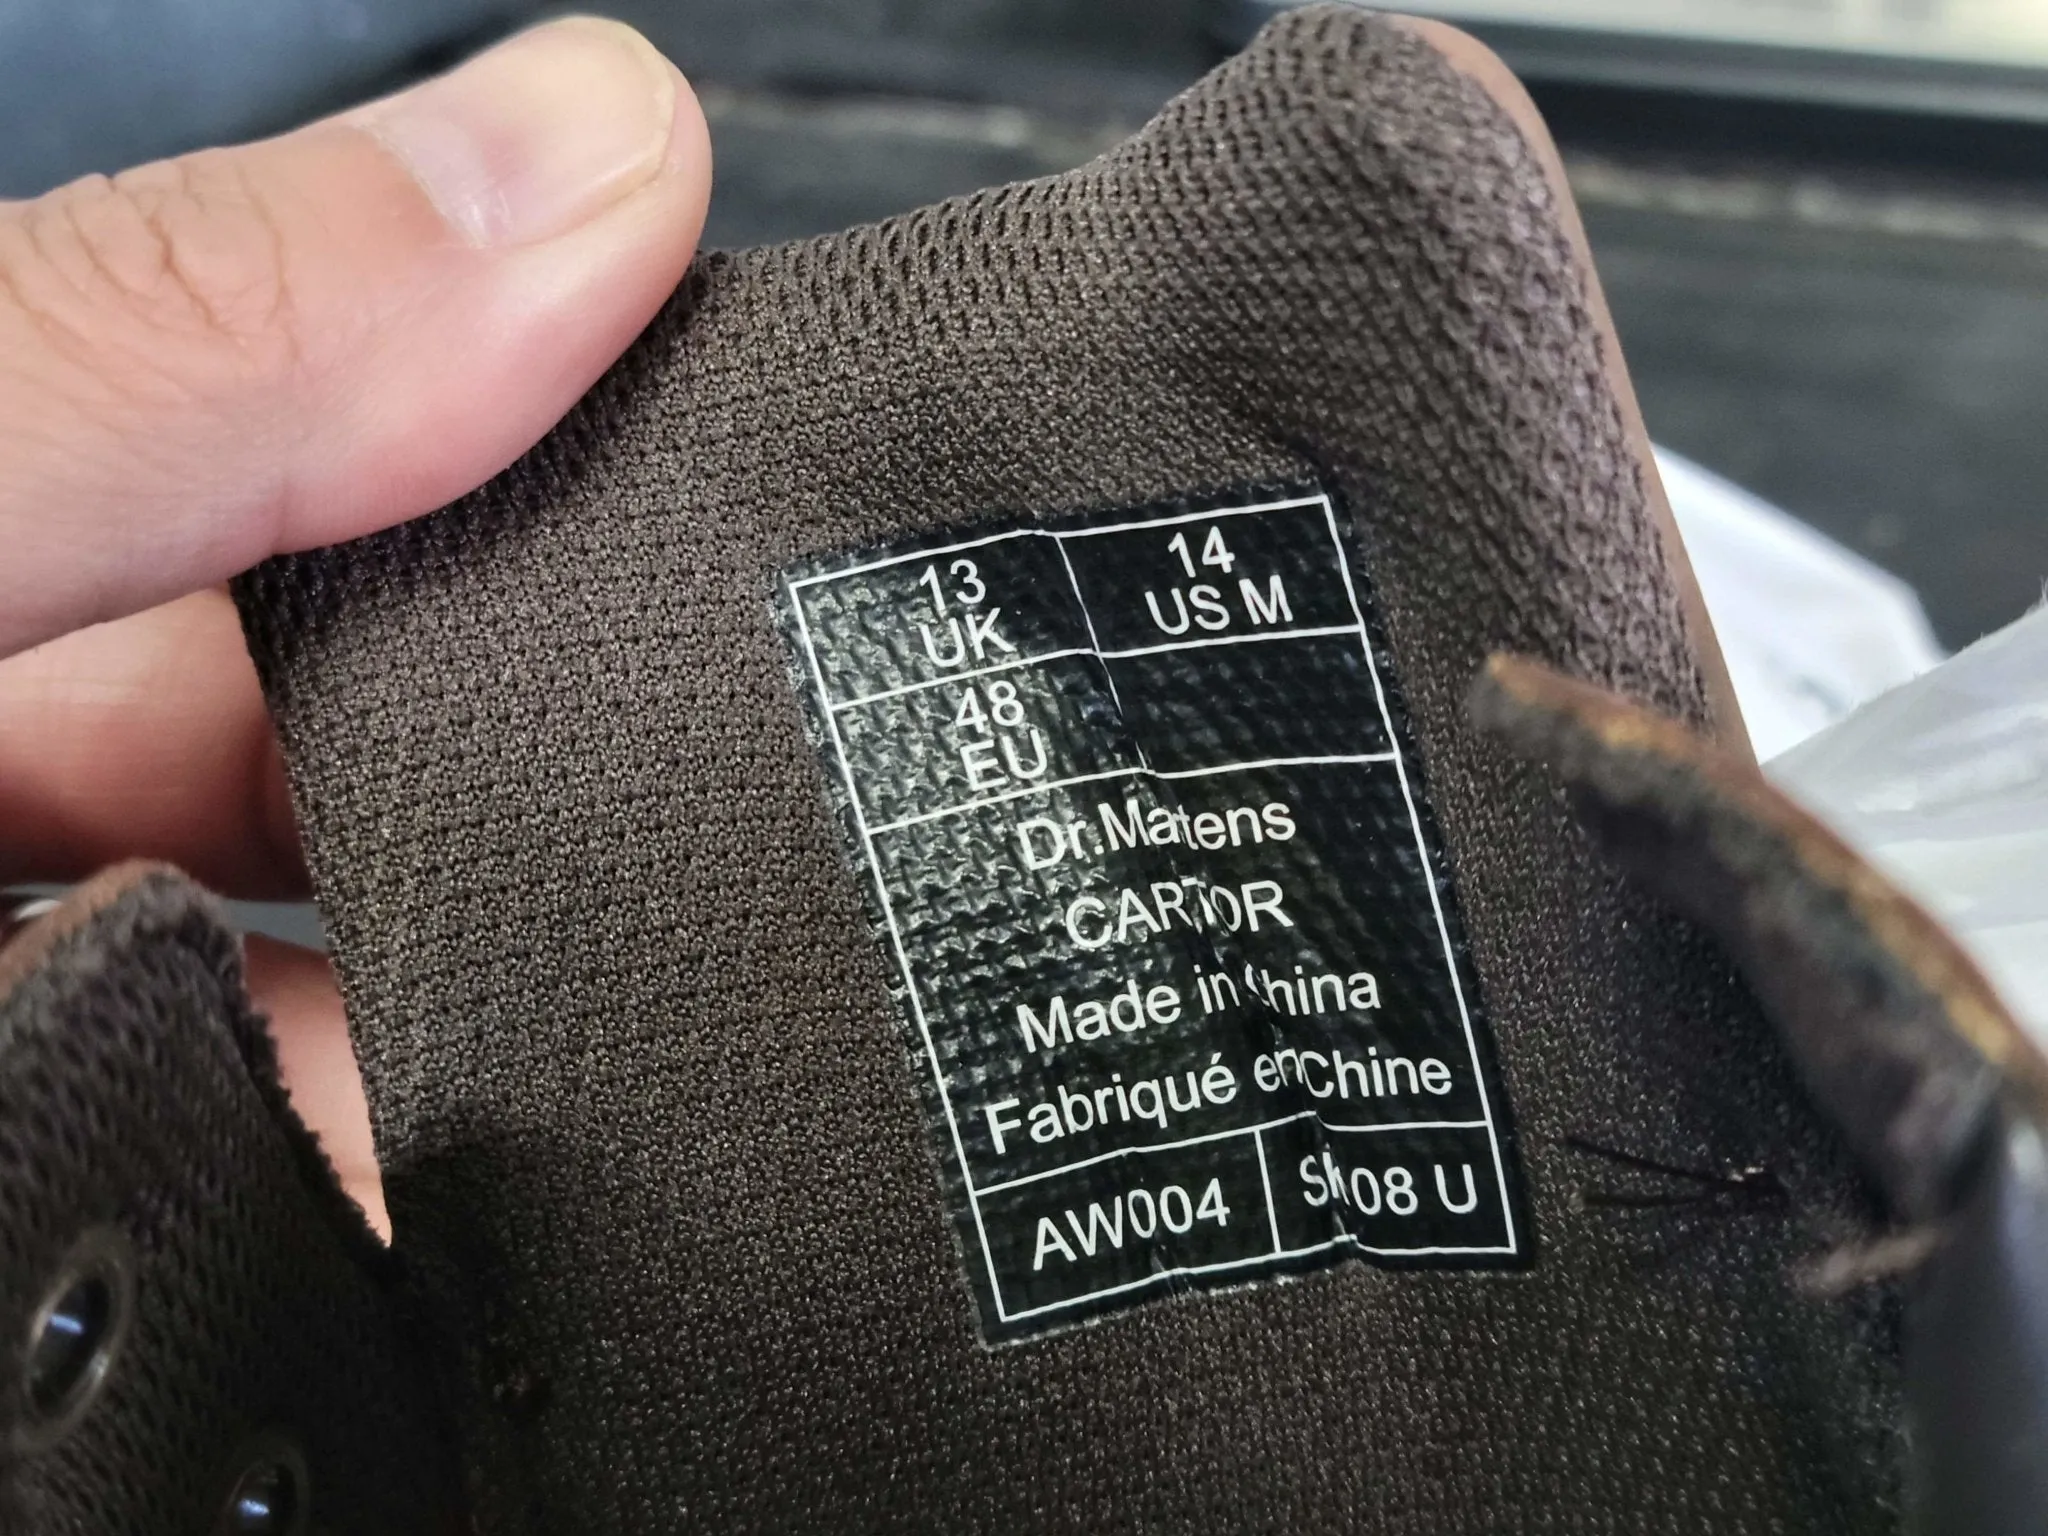 13
UK
14
US M
48
EU
Dr.Matens
CARTOR
Made in China
Fabriqué en Chine
AW004
08 U